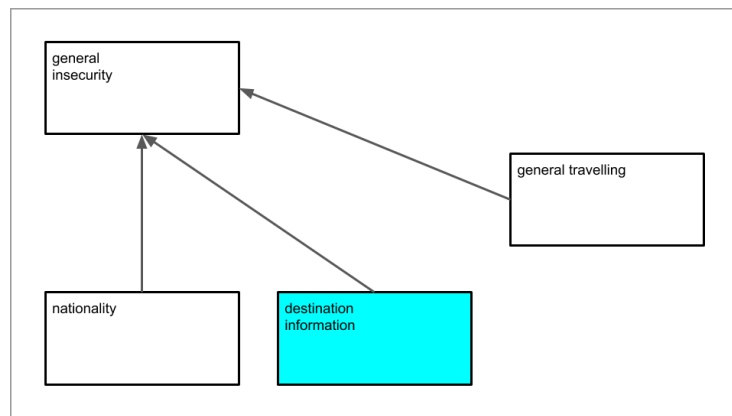 general
insecurity
general travelling
nationality
destination
information